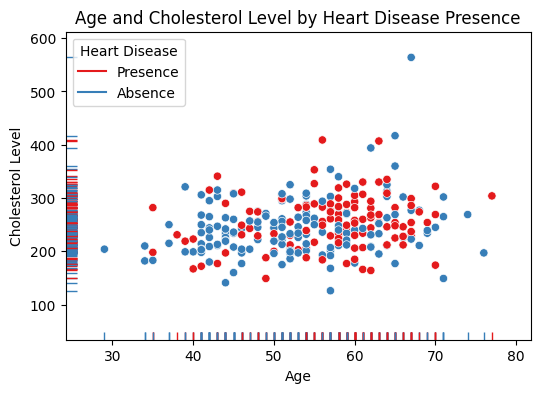 Age and Cholesterol Level by Heart Disease Presence
Heart Disease
Presence
Absence
Cholesterol Level
600
500
400
300
200
100
30
40
50
60
70
80
Age